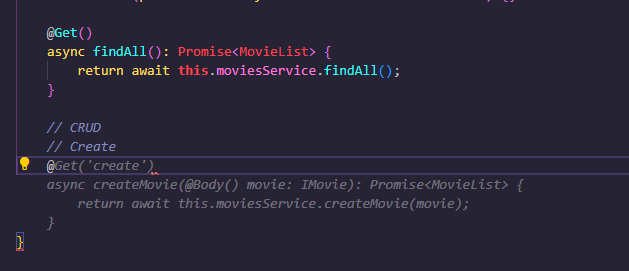 @Get()
async findAll(): Promise<MovieList> {
return await this.moviesService.findAll();
}
// CRUD
// Create
@Get('create')
async createMovie(@Body() movie: IMovie): Promise<MovieList> {
return await this.moviesService.createMovie(movie);
}
}